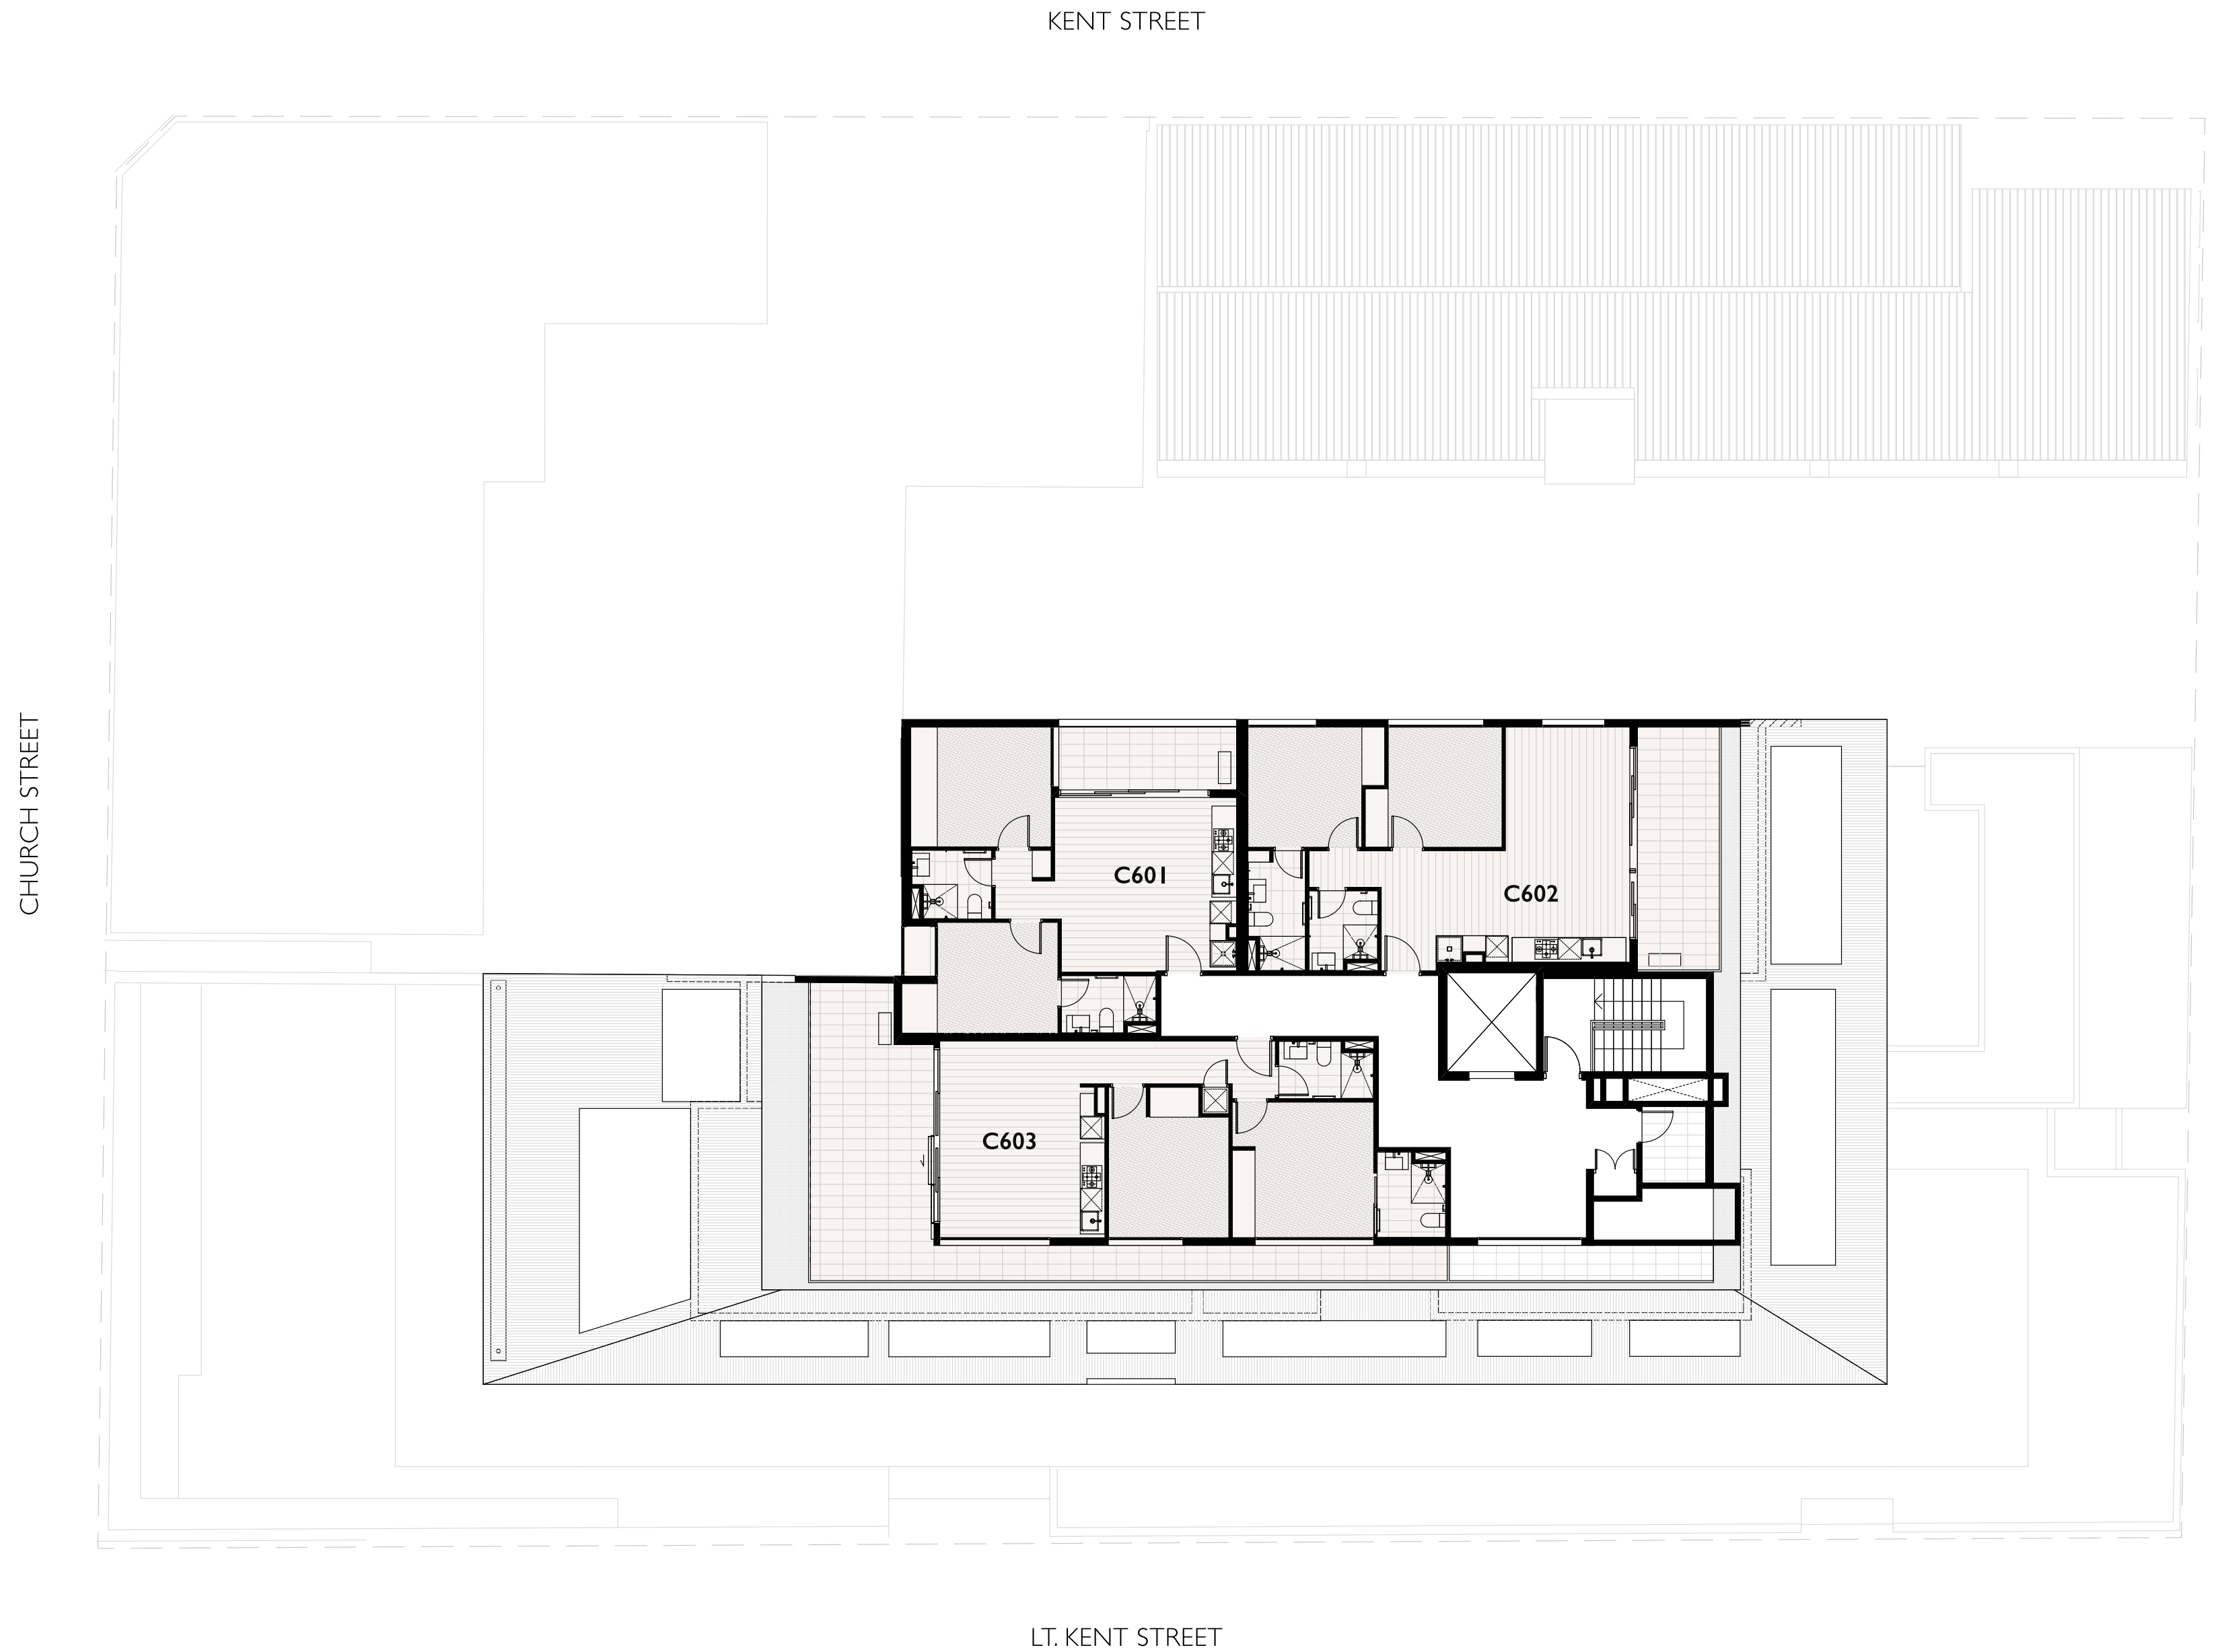 KENT STREET
CHURCH STREET
C601
C602
C603
LT. KENT STREET